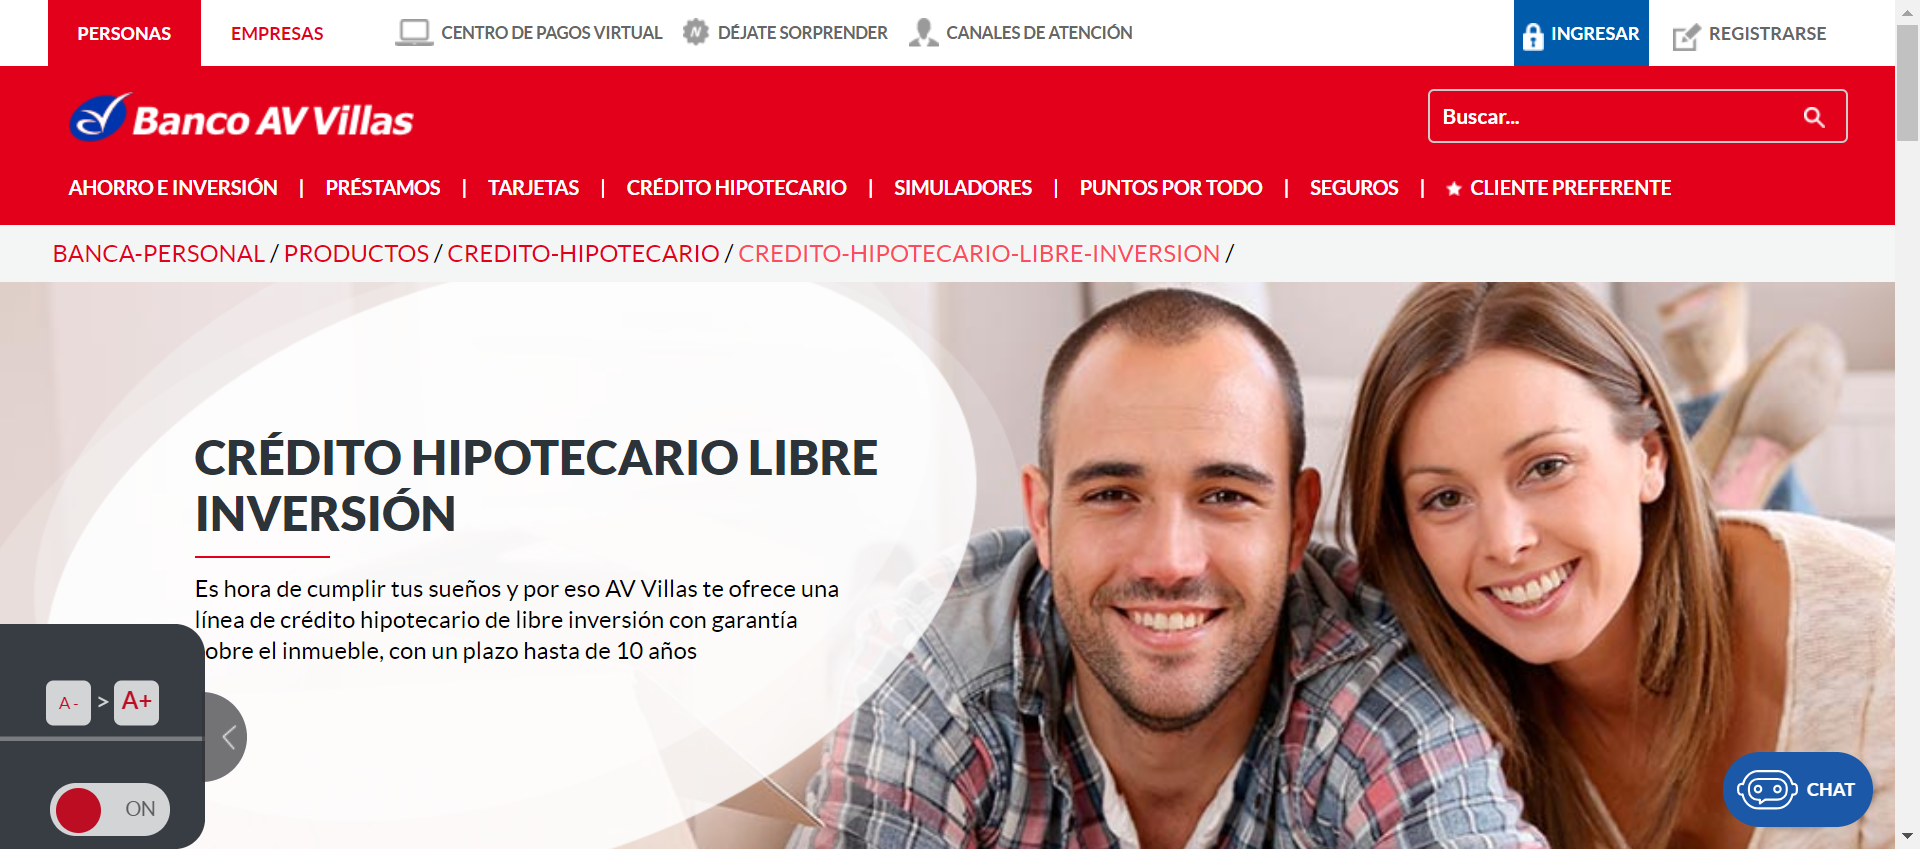 PERSONAS
EMPRESAS
CENTRO DE PAGOS VIRTUAL
DÉJATE SORPRENDER
CANALES DE ATENCIÓN
INGRESAR
REGISTRARSE
Banco AV Villas
Buscar...
AHORRO E INVERSIÓN | PRÉSTAMOS | TARJETAS | CRÉDITO HIPOTECARIO | SIMULADORES | PUNTOS POR TODO | SEGUROS | CLIENTE PREFERENTE
BANCA-PERSONAL / PRODUCTOS / CREDITO-HIPOTECARIO / CREDITO-HIPOTECARIO-LIBRE-INVERSION /
CRÉDITO HIPOTECARIO LIBRE
INVERSIÓN
Es hora de cumplir tus sueños y por eso AV Villas te ofrece una
línea de crédito hipotecario de libre inversión con garantía
obre el inmueble, con un plazo hasta de 10 años
A- > A+
ON
CHAT